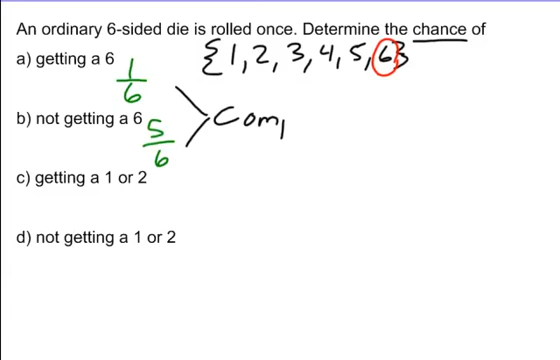 An ordinary 6-sided die is rolled once. Determine the chance of
{1, 2, 3, 4, 5, 6}
a) getting a 6 1/6
b) not getting a 6 5/6
Com
c) getting a 1 or 2
d) not getting a 1 or 2